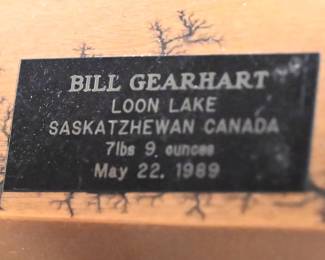 BILL GEARHART
LOON LAKE
SASKATZHEWAN CANADA
7lbs 9 ounces
May 22, 1989